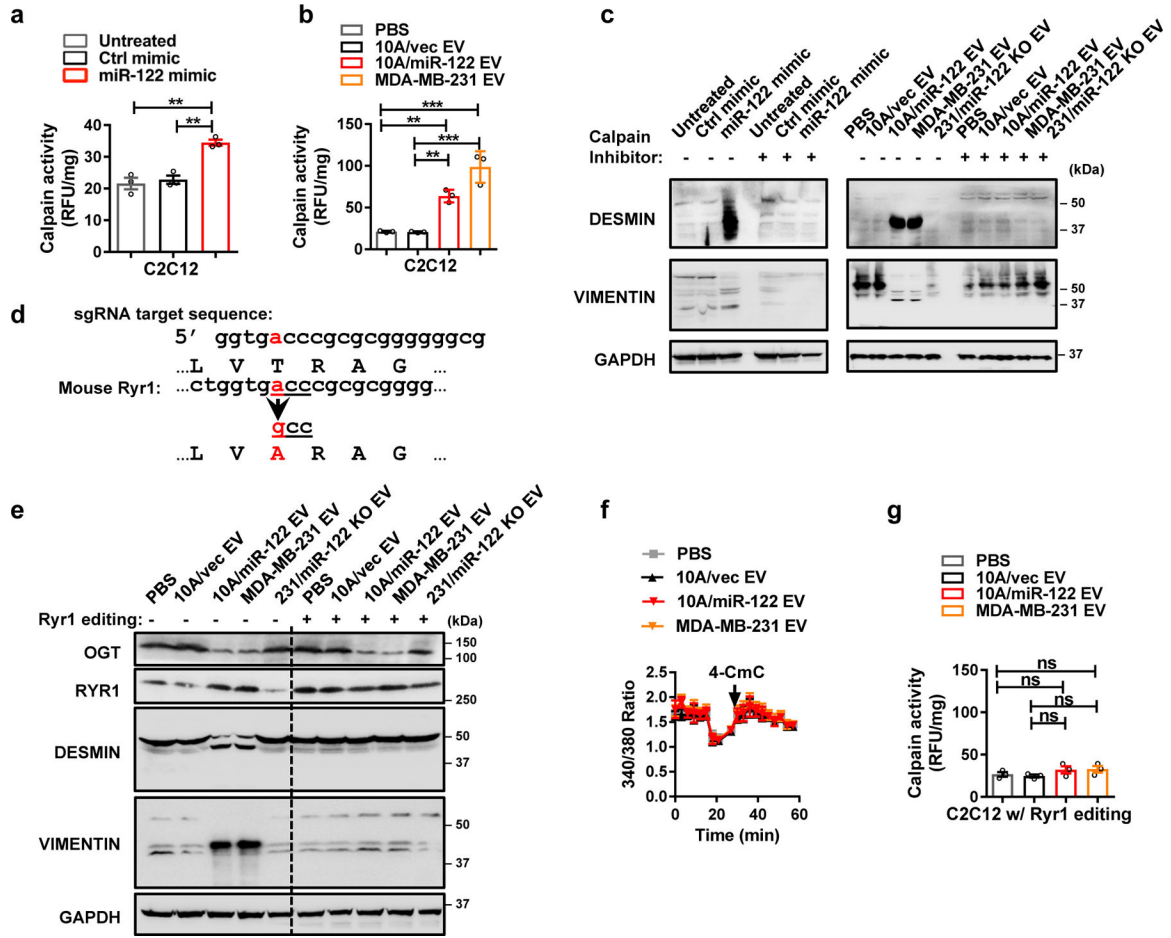 a
Untreated
Ctrl mimic
miR-122 mimic
**
**
Calpain activity
(RFU/mg)
40
30
20
10
0
C2C12
b
PBS
10A/vec EV
10A/miR-122 EV
MDA-MB-231 EV
***
**
***
**
Calpain activity
(RFU/mg)
150
100
50
0
C2C12
c
Untreated
Ctrl mimic
miR-122 mimic
Untreated
Ctrl mimic
miR-122 mimic
PBS
10A/vec EV
10A/miR-122 EV
MDA-MB-231 EV
231/miR-122 KO EV
PBS
10A/vec EV
10A/miR-122 EV
MDA-MB-231 EV
231/miR-122 KO EV
Calpain
Inhibitor: - - - + + + - - - - - + + + + +
(kDa)
DESMIN
50
37
VIMENTIN
50
37
GAPDH
37
d
sgRNA target sequence:
5′ ggtgacccgcgcggggggcg
...L V T R A G ...
Mouse Ryr1: ...ctggtgacccgcgcgggg...
gcc
...L V A R A G ...
e
PBS
10A/vec EV
10A/miR-122 EV
MDA-MB-231 EV
231/miR-122 KO EV
PBS
10A/vec EV
10A/miR-122 EV
MDA-MB-231 EV
231/miR-122 KO EV
Ryr1 editing: - - - - - + + + + + (kDa)
OGT
150
100
RYR1
250
DESMIN
50
37
VIMENTIN
50
37
GAPDH
37
f
PBS
10A/vec EV
10A/miR-122 EV
MDA-MB-231 EV
4-CmC
340/380 Ratio
2.5
2.0
1.5
1.0
0.5
0.0
0 20 40 60
Time (min)
g
PBS
10A/vec EV
10A/miR-122 EV
MDA-MB-231 EV
ns
ns
ns
ns
Calpain activity
(RFU/mg)
150
100
50
0
C2C12 w/ Ryr1 editing